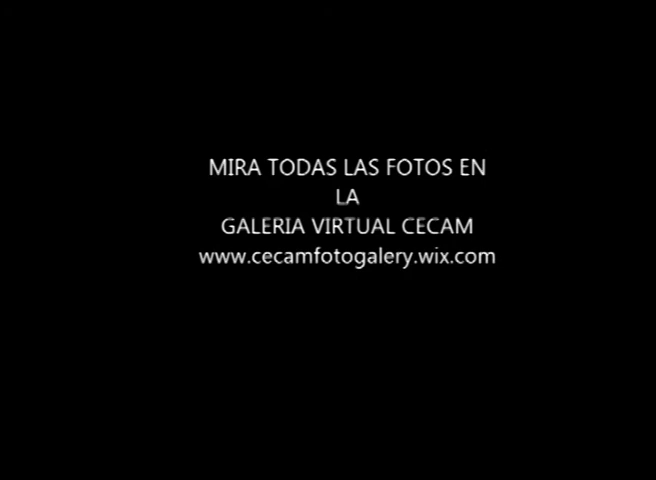 MIRA TODAS LAS FOTOS EN
LA
GALERIA VIRTUAL CECAM
www.cecamfotogalery.wix.com